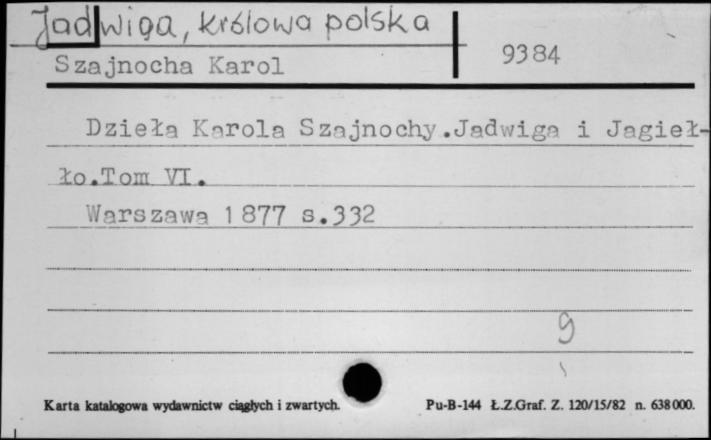 Jadwiga, królowa polska
Szajnocha Karol
9384
Dzieła Karola Szajnochy.Jadwiga i Jagieł-
ło.Tom VI.
Warszawa 1877 s.332
9
Karta katalogowa wydawnictw ciągłych i zwartych.
Pu-B-144 Ł.Z.Graf. Z. 120/15/82 n. 638000.